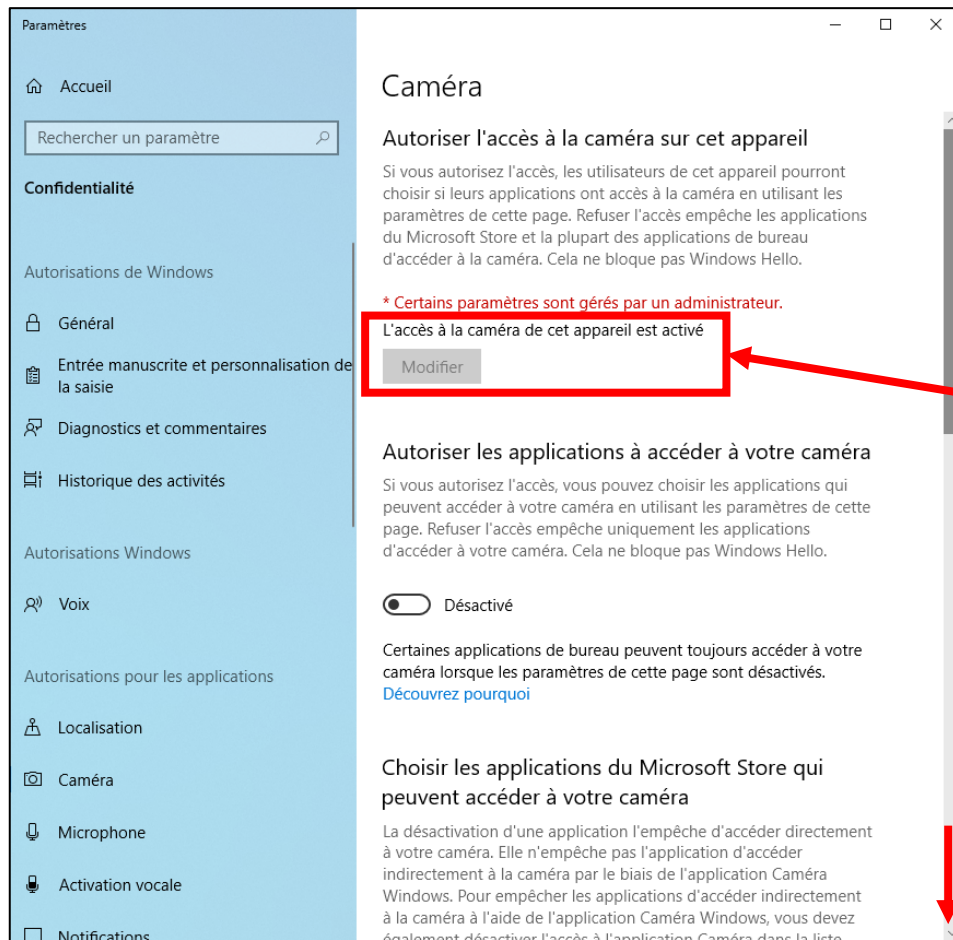 Paramètres
Accueil
Rechercher un paramètre
Confidentialité
Autorisations de Windows
Général
Entrée manuscrite et personnalisation de
la saisie
Diagnostics et commentaires
Historique des activités
Autorisations Windows
Voix
Autorisations pour les applications
Localisation
Caméra
Microphone
Activation vocale
Notifications
Caméra
Autoriser l'accès à la caméra sur cet appareil
Si vous autorisez l'accès, les utilisateurs de cet appareil pourront
choisir si leurs applications ont accès à la caméra en utilisant les
paramètres de cette page. Refuser l'accès empêche les applications
du Microsoft Store et la plupart des applications de bureau
d'accéder à la caméra. Cela ne bloque pas Windows Hello.
* Certains paramètres sont gérés par un administrateur.
L'accès à la caméra de cet appareil est activé
Modifier
Autoriser les applications à accéder à votre caméra
Si vous autorisez l'accès, vous pouvez choisir les applications qui
peuvent accéder à votre caméra en utilisant les paramètres de cette
page. Refuser l'accès empêche uniquement les applications
d'accéder à votre caméra. Cela ne bloque pas Windows Hello.
Désactivé
Certaines applications de bureau peuvent toujours accéder à votre
caméra lorsque les paramètres de cette page sont désactivés.
Découvrez pourquoi
Choisir les applications du Microsoft Store qui
peuvent accéder à votre caméra
La désactivation d'une application l'empêche d'accéder directement
à votre caméra. Elle n'empêche pas l'application d'accéder
indirectement à la caméra par le biais de l'application Caméra
Windows. Pour empêcher les applications d'accéder indirectement
à la caméra à l'aide de l'application Caméra Windows, vous devez
également désactiver l'accès à l'application Caméra dans la liste